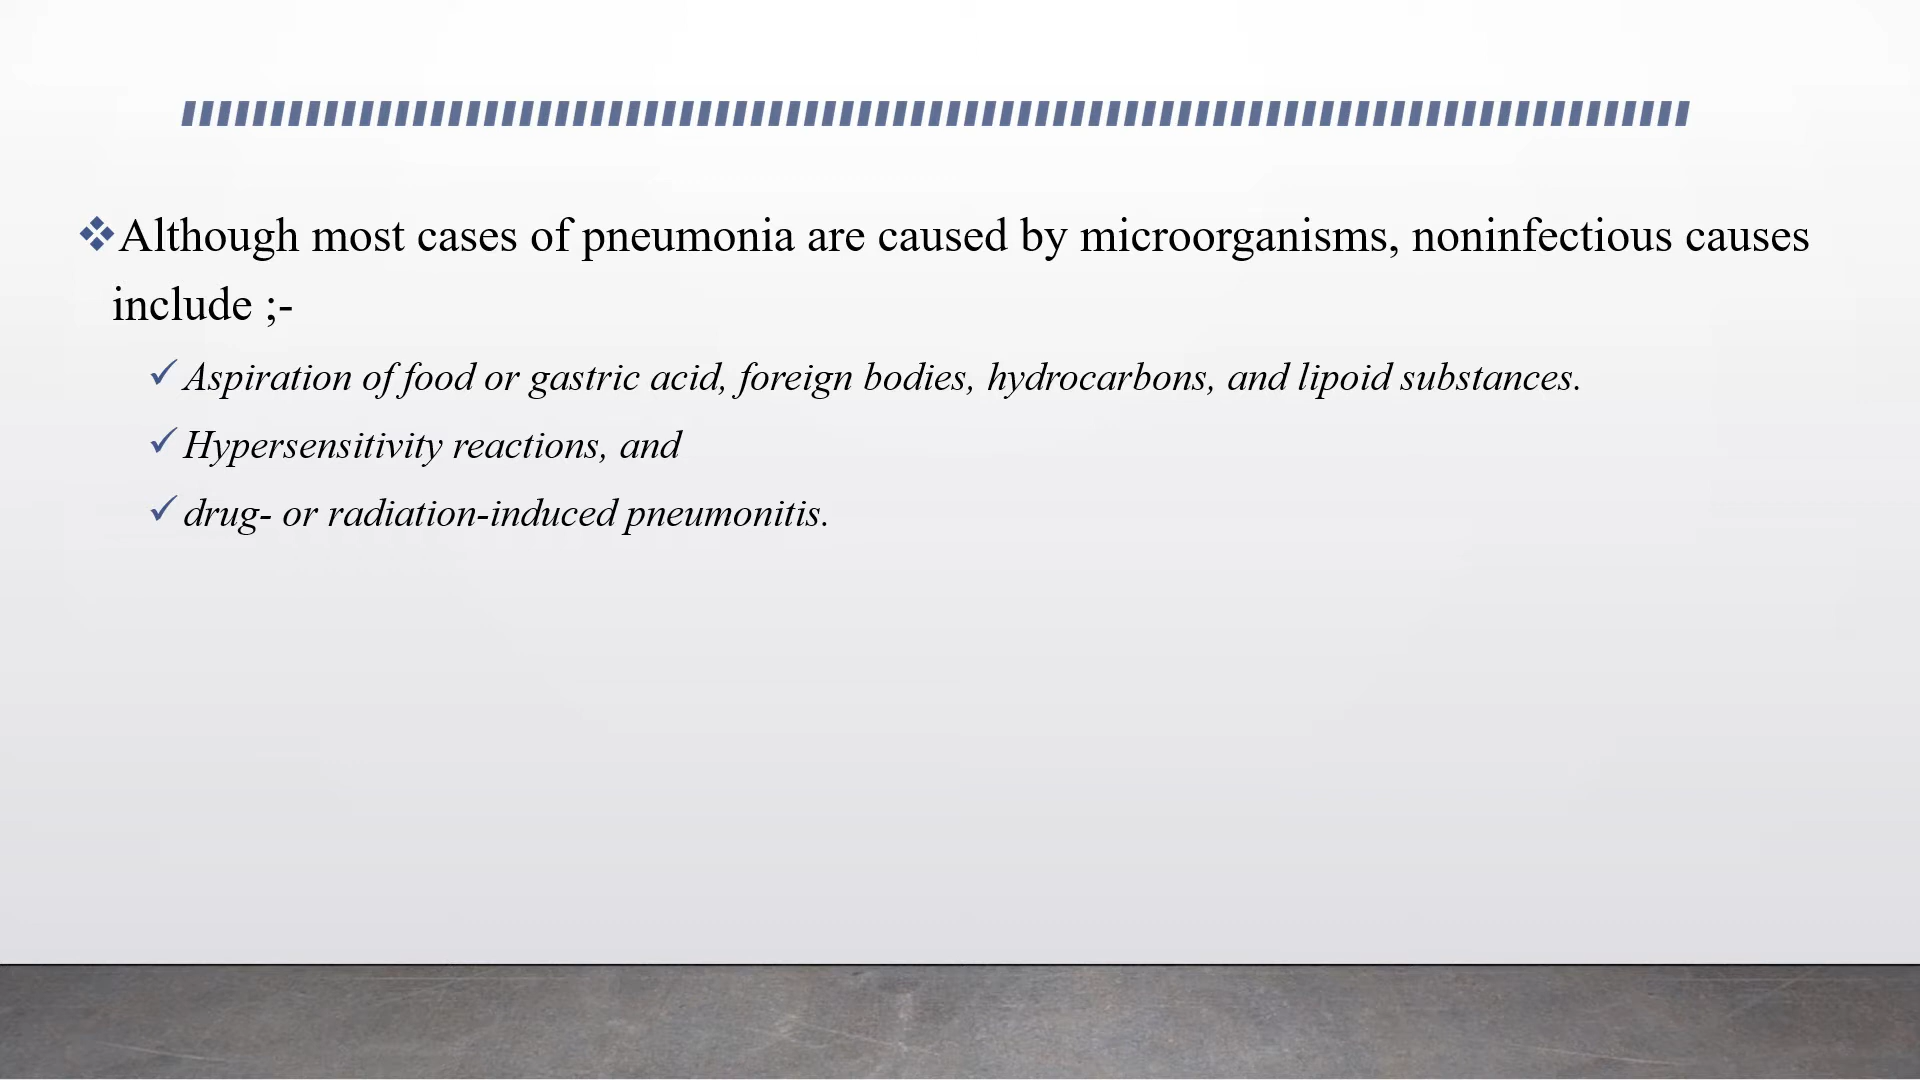 ❖Although most cases of pneumonia are caused by microorganisms, noninfectious causes
include ;-
✓Aspiration of food or gastric acid, foreign bodies, hydrocarbons, and lipoid substances.
✓Hypersensitivity reactions, and
✓drug- or radiation-induced pneumonitis.